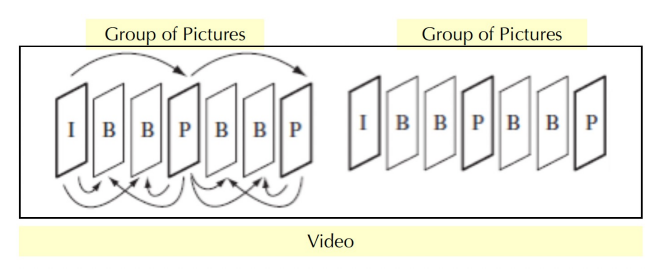 Group of Pictures Group of Pictures
I B B P B B P I B B P B B P
Video